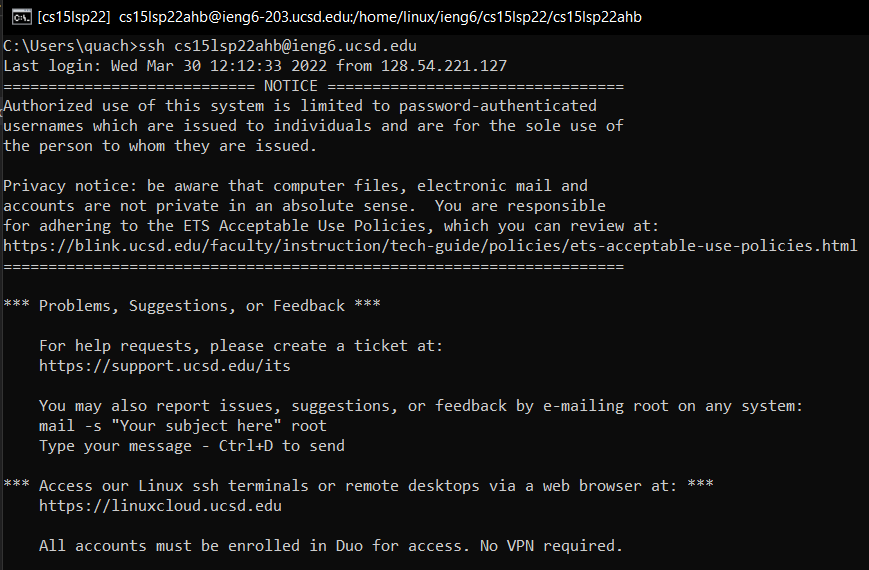 [cs15lsp22] cs15lsp22ahb@ieng6-203.ucsd.edu:/home/linux/ieng6/cs15lsp22/cs15lsp22ahb
C:\Users\quach>ssh cs15lsp22ahb@ieng6.ucsd.edu
Last login: Wed Mar 30 12:12:33 2022 from 128.54.221.127
============================ NOTICE =================================
Authorized use of this system is limited to password-authenticated
usernames which are issued to individuals and are for the sole use of
the person to whom they are issued.

Privacy notice: be aware that computer files, electronic mail and
accounts are not private in an absolute sense.  You are responsible
for adhering to the ETS Acceptable Use Policies, which you can review at:
https://blink.ucsd.edu/faculty/instruction/tech-guide/policies/ets-acceptable-use-policies.html
=====================================================================

*** Problems, Suggestions, or Feedback ***

    For help requests, please create a ticket at:
    https://support.ucsd.edu/its

    You may also report issues, suggestions, or feedback by e-mailing root on any system:
    mail -s "Your subject here" root
    Type your message - Ctrl+D to send

*** Access our Linux ssh terminals or remote desktops via a web browser at: ***
    https://linuxcloud.ucsd.edu

    All accounts must be enrolled in Duo for access. No VPN required.